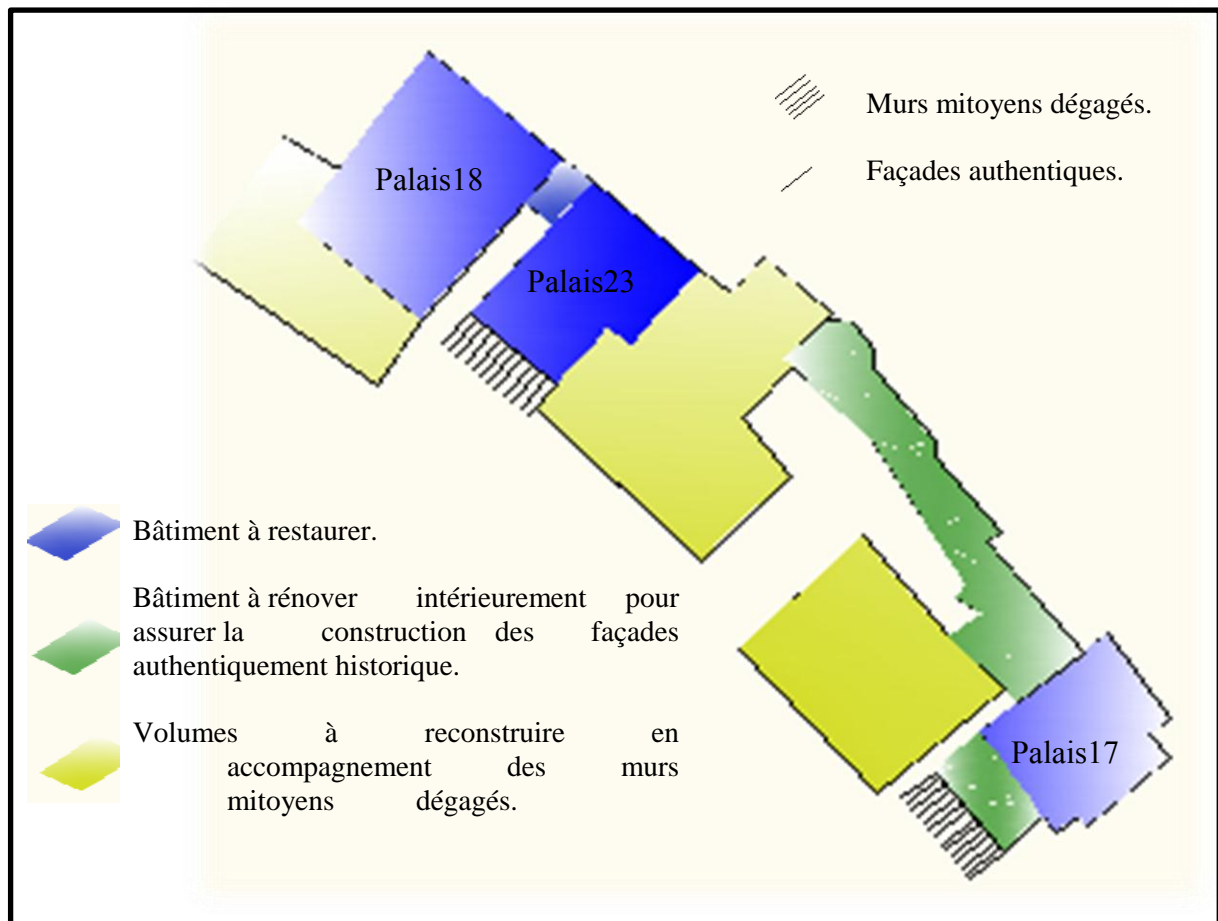 Murs mitoyens dégagés.
Façades authentiques.
Palais18
Palais23
Bâtiment à restaurer.
Bâtiment à rénover intérieurement pour
assurer la construction des façades
authentiquement historique.
Volumes à reconstruire en
accompagnement des murs
mitoyens dégagés.
Palais17